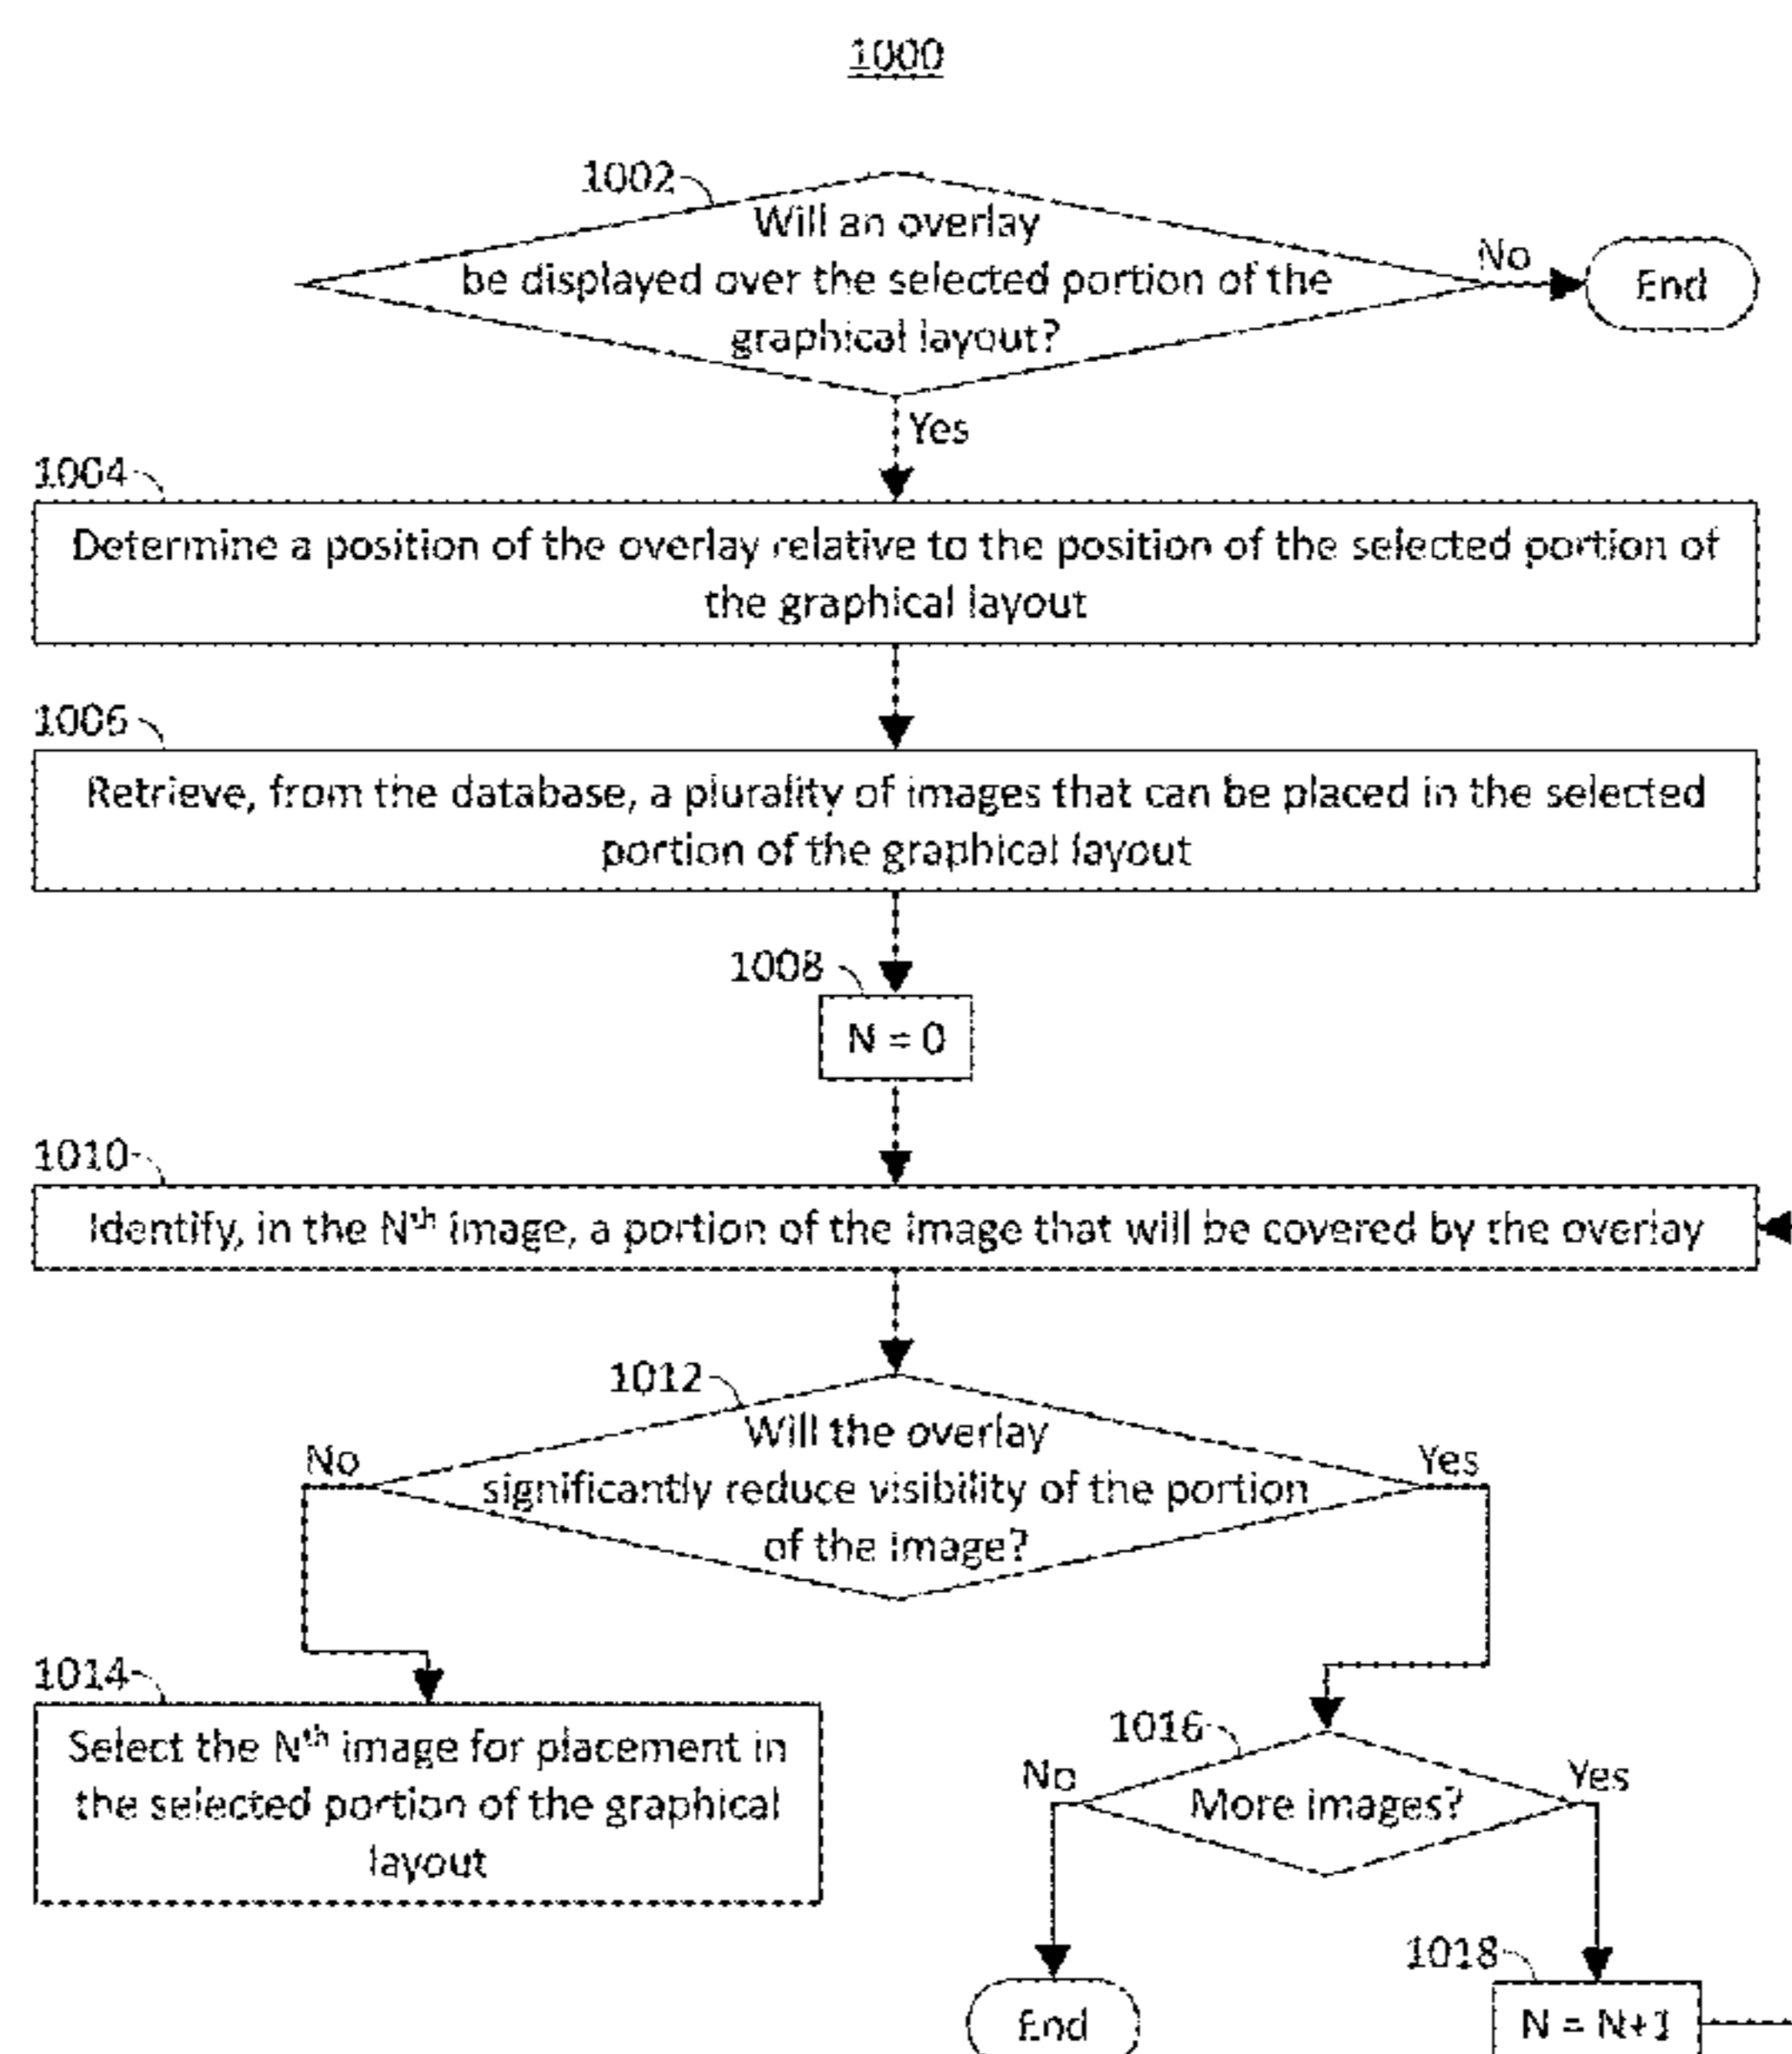 1000
1002
Will an overlay
be displayed over the selected portion of the
graphical layout?
No
End
Yes
1004
Determine a position of the overlay relative to the position of the selected portion of
the graphical layout
1006
Retrieve, from the database, a plurality of images that can be placed in the selected
portion of the graphical layout
1008
N = 0
1010
Identify, in the Nth image, a portion of the image that will be covered by the overlay
1012
Will the overlay
significantly reduce visibility of the portion
of the image?
No
Yes
1014
Select the Nth image for placement in
the selected portion of the graphical
layout
1016
More images?
No
Yes
End
1018
N = N+1